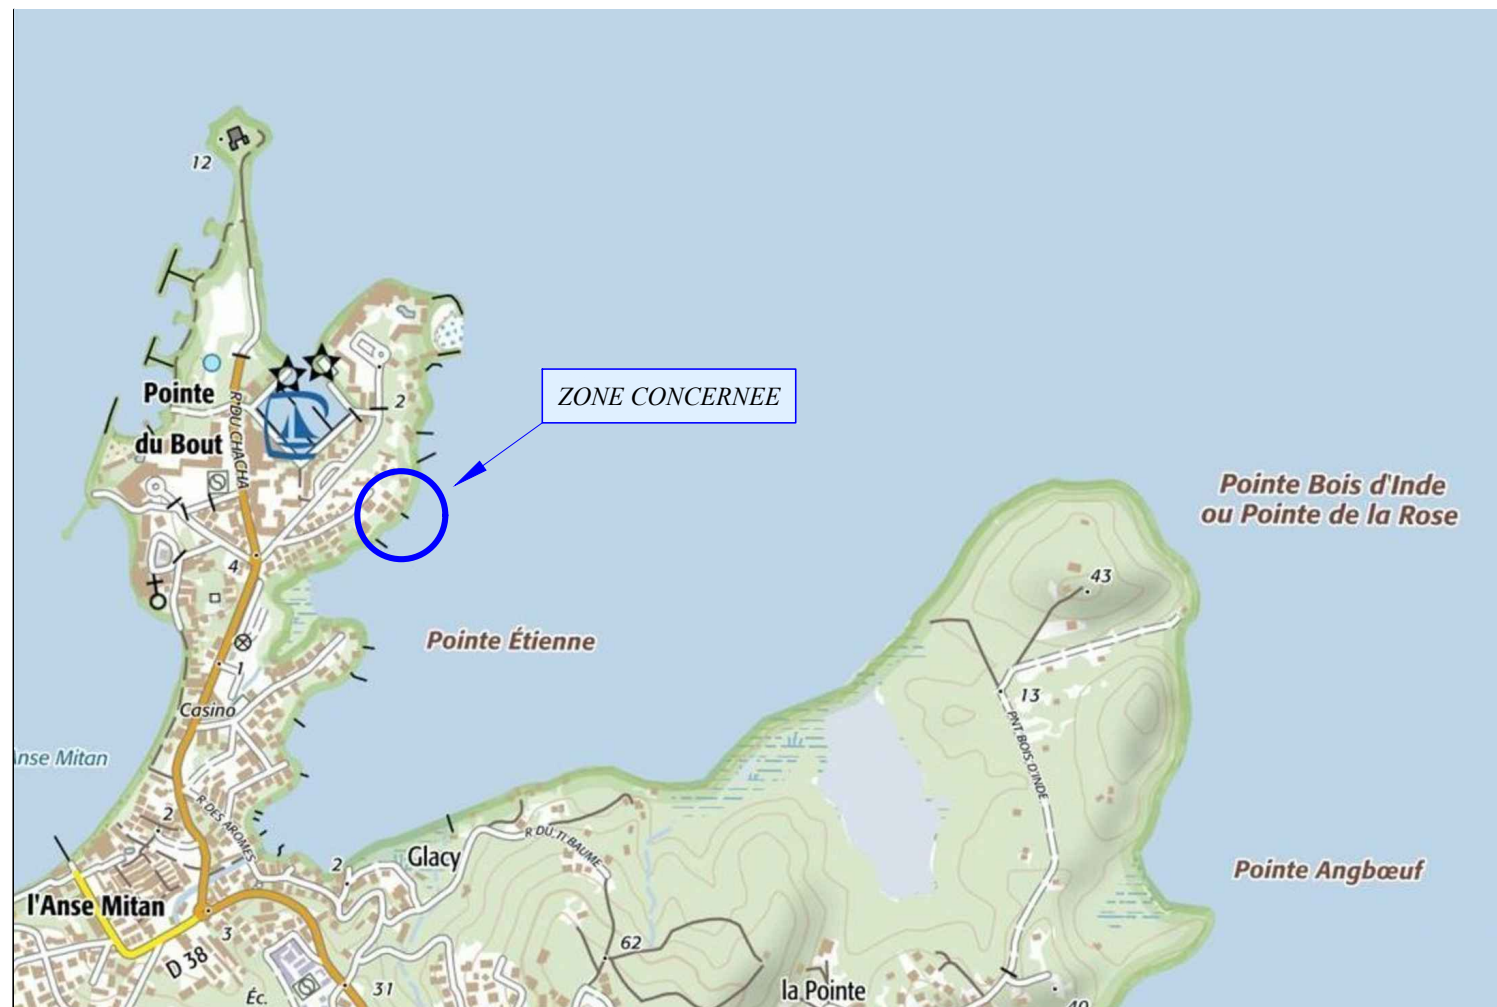 12
Pointe
du Bout
R DU CHACHA
2
ZONE CONCERNEE
Pointe Bois d'Inde
ou Pointe de la Rose
4
43
Pointe Étienne
1
13
Casino
PNT BOIS D'INDE
Anse Mitan
2
R DES AROMES
R DU TI BAUME
2
Glacy
Pointe Angbœuf
l'Anse Mitan
3
D 38
62
31
Éc.
la Pointe
40